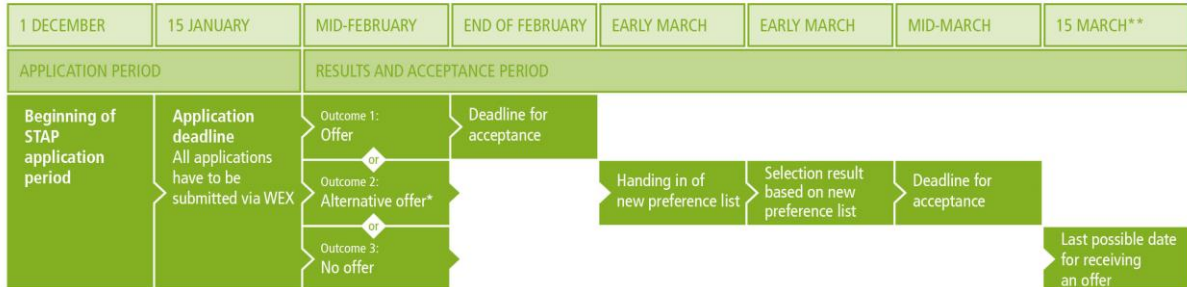 1 DECEMBER
15 JANUARY
MID-FEBRUARY
END OF FEBRUARY
EARLY MARCH
EARLY MARCH
MID-MARCH
15 MARCH**
APPLICATION PERIOD
RESULTS AND ACCEPTANCE PERIOD
Beginning of
STAP
application
period
Application
deadline
All applications
have to be
submitted via WEX
Outcome 1:
Offer
Deadline for
acceptance
or
Outcome 2:
Alternative offer*
Handing in of
new preference list
Selection result
based on new
preference list
Deadline for
acceptance
or
Outcome 3:
No offer
Last possible date
for receiving
an offer